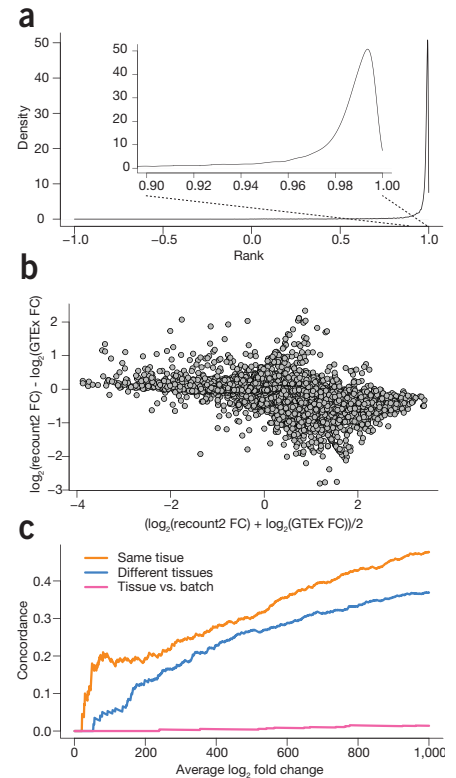 a
50
40
30
20
10
0
Density
50
40
30
20
10
0
0.90 0.92 0.94 0.96 0.98 1.00
−1.0 −0.5 0.0 0.5 1.0
Rank
b
log2(recount2 FC) - log2(GTEx FC)
2
1
0
−1
−2
−3
−4 −2 0 2
(log2(recount2 FC) + log2(GTEx FC))/2
c
Same tisue
Different tissues
Tissue vs. batch
Concordance
0.4
0.3
0.2
0.1
0.0
0 200 400 600 800 1,000
Average log2 fold change